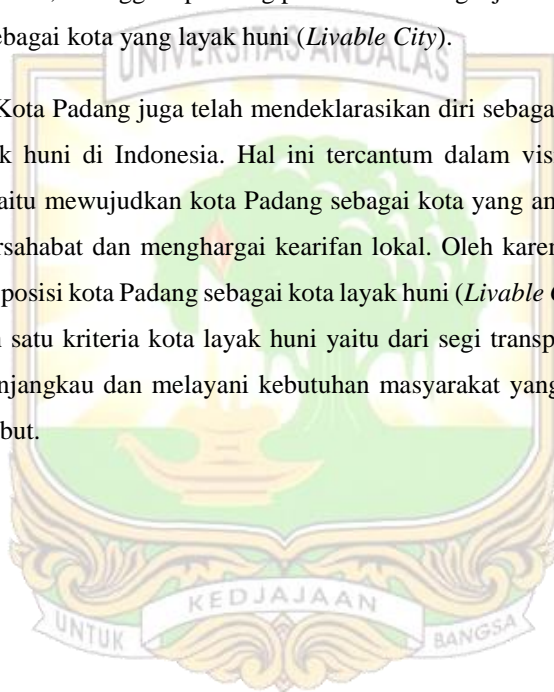 ebagai kota yang layak huni (Livable City).
Kota Padang juga telah mendeklarasikan diri sebaga
k huni di Indonesia. Hal ini tercantum dalam vis
aitu mewujudkan kota Padang sebagai kota yang am
rsahabat dan menghargai kearifan lokal. Oleh karen
posisi kota Padang sebagai kota layak huni (Livable
satu kriteria kota layak huni yaitu dari segi transp
njangkau dan melayani kebutuhan masyarakat yang
but.
UNIVERSITAS ANDALAS
KEDJAJAAN
UNTUK
BANGSA